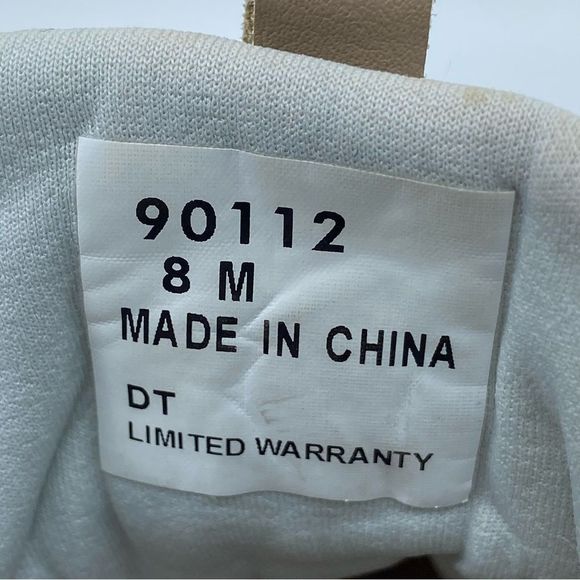 90112
8 M
MADE IN CHINA
DT
LIMITED WARRANTY